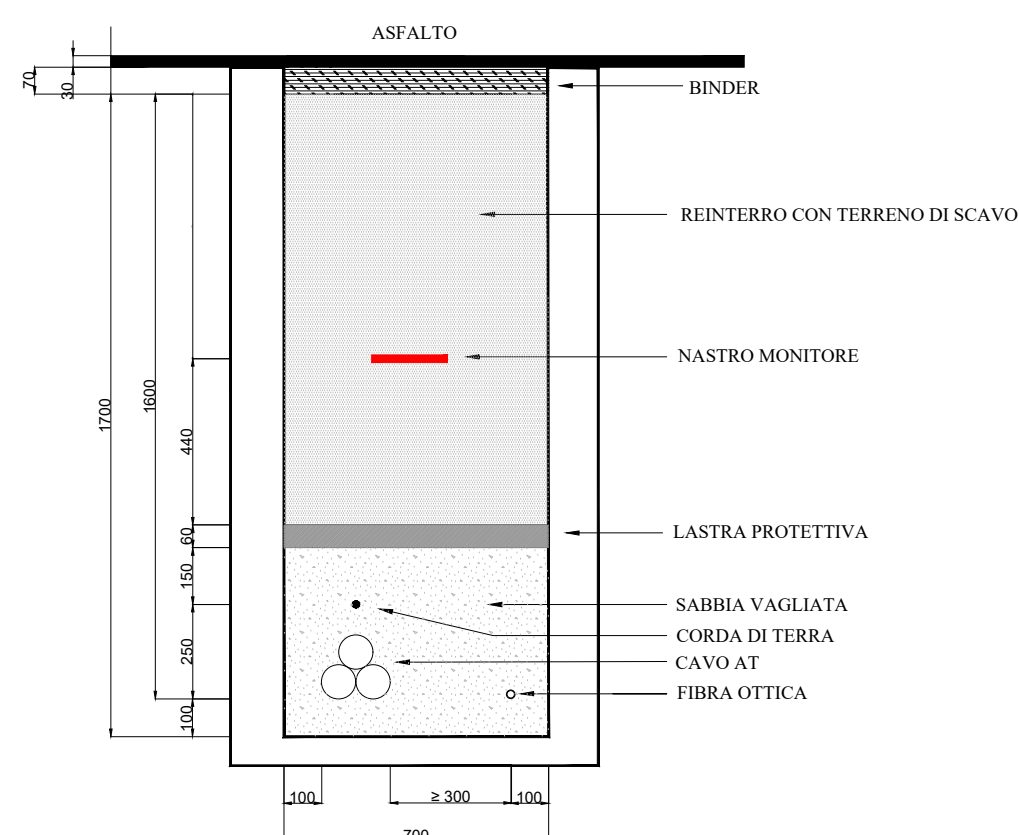 ASFALTO
70
30
BINDER
REINTERRO CON TERRENO DI SCAVO
NASTRO MONITORE
1700
1600
440
60
LASTRA PROTETTIVA
150
SABBIA VAGLIATA
CORDA DI TERRA
250
CAVO AT
FIBRA OTTICA
100
100
≥ 300
100
700